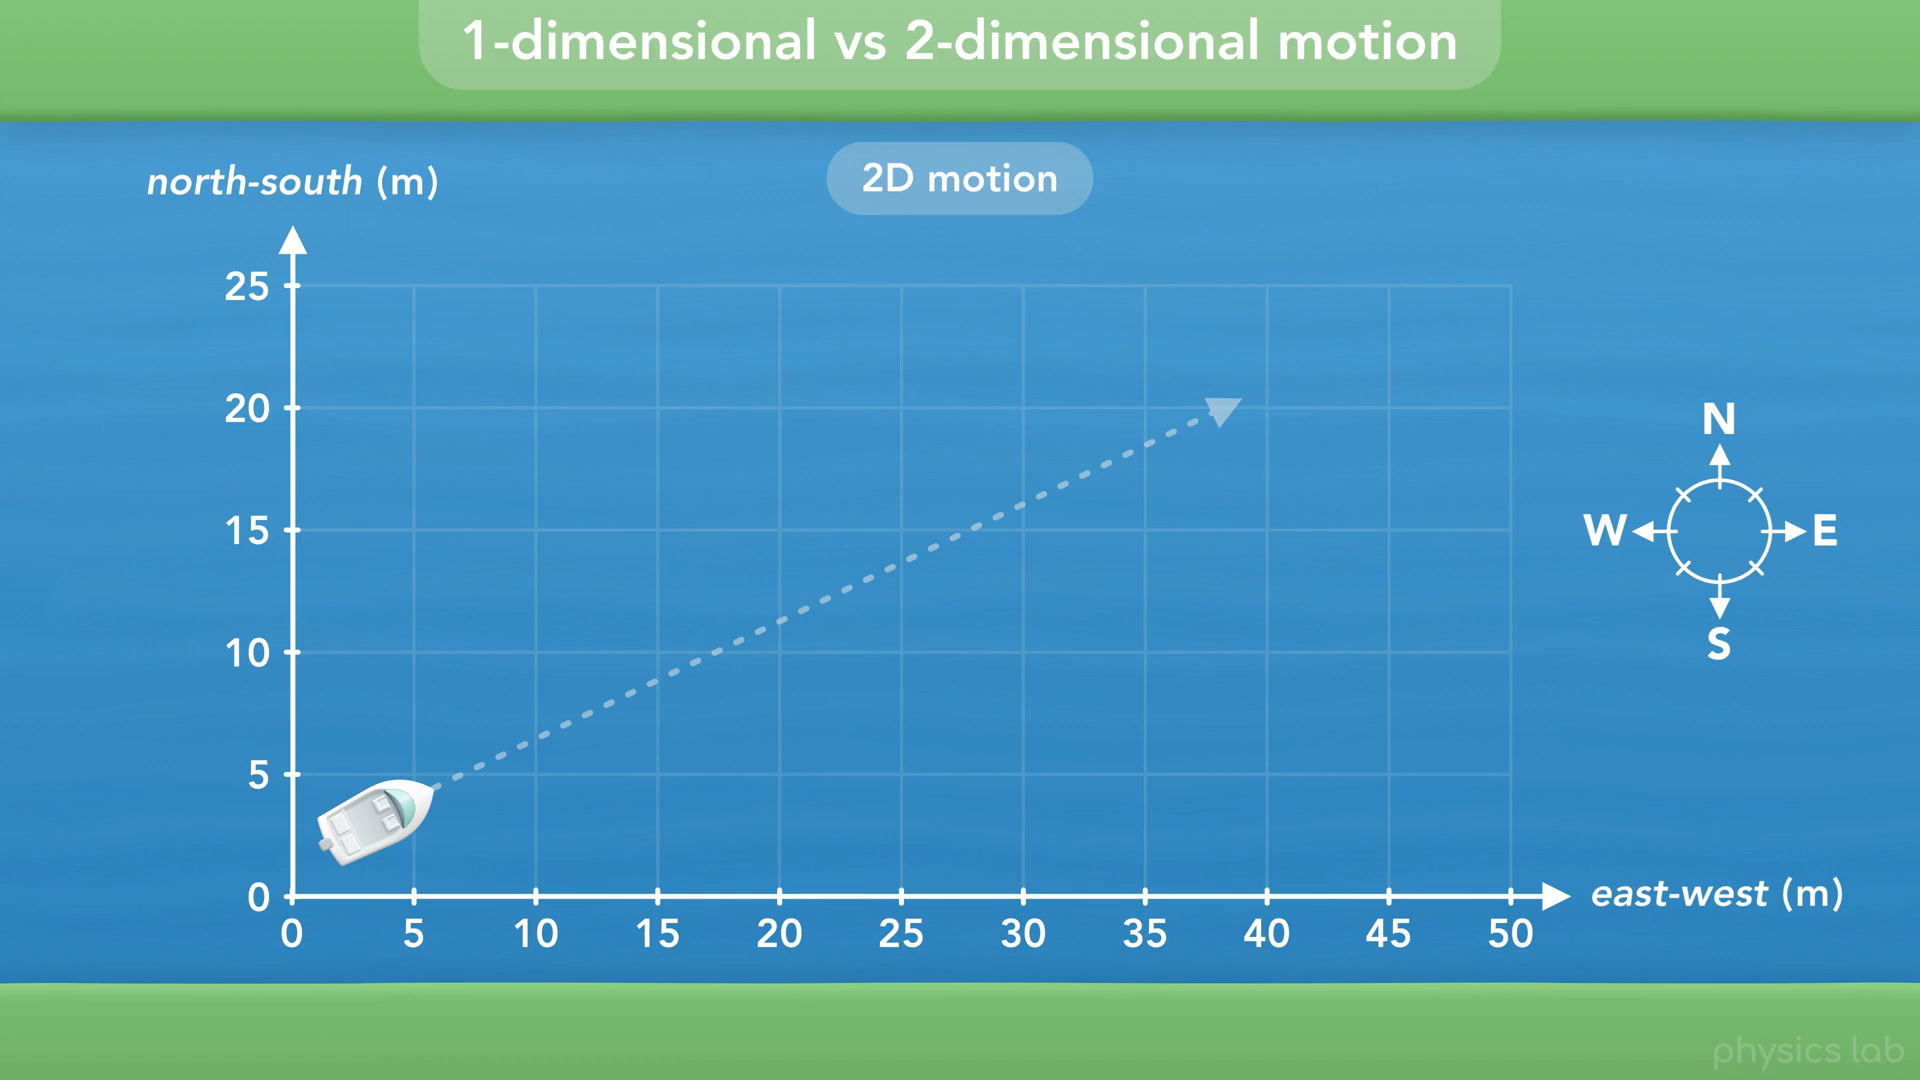 1-dimensional vs 2-dimensional motion
2D motion
north-south (m)
25
20
15
10
5
0
0 5 10 15 20 25 30 35 40 45 50
east-west (m)
N
W E
S
physics lab